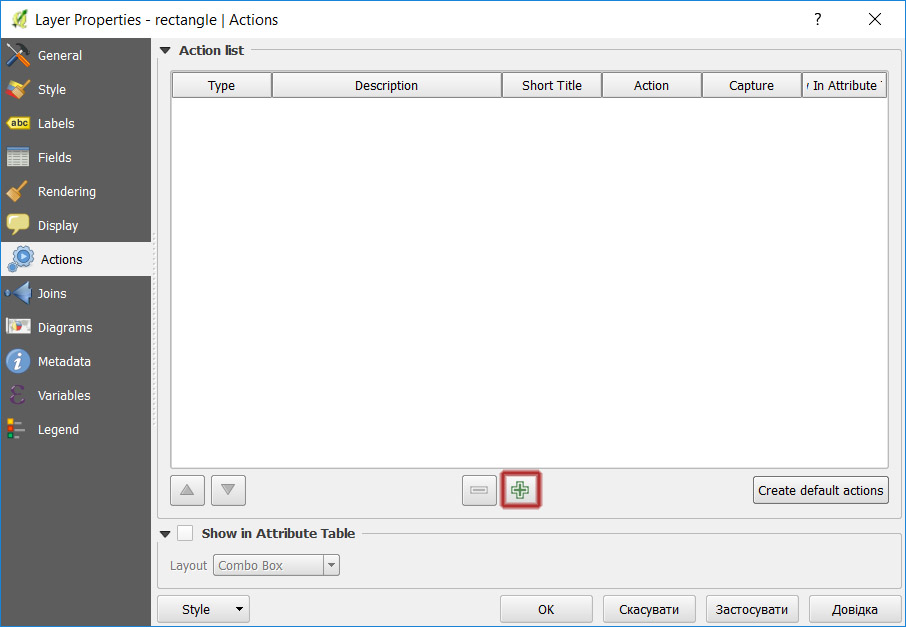 Layer Properties - rectangle | Actions
General
Style
abc Labels
Fields
Rendering
Display
Actions
Joins
Diagrams
Metadata
Variables
Legend
Action list
Type Description Short Title Action Capture In Attribute
Create default actions
Show in Attribute Table
Layout Combo Box
Style OK Скасувати Застосувати Довідка